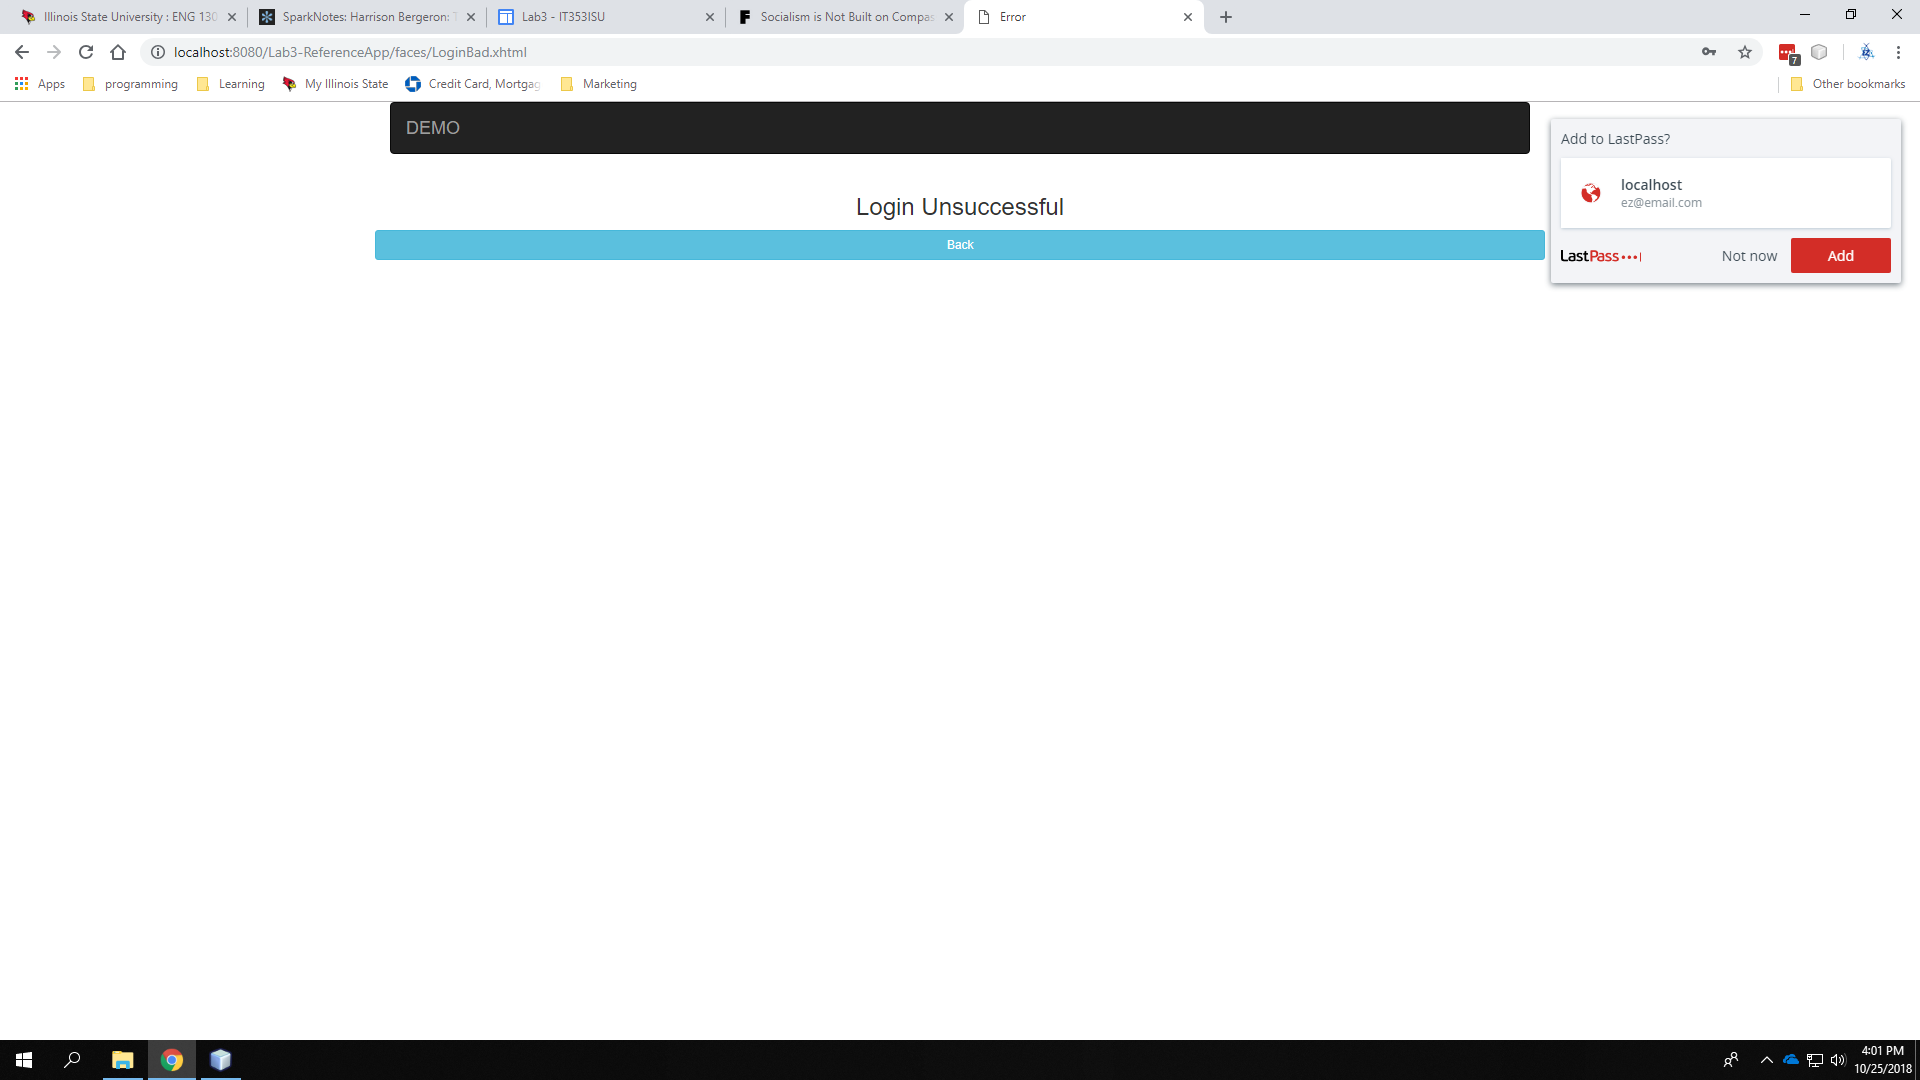 Illinois State University : ENG 130
SparkNotes: Harrison Bergeron: T
Lab3 - IT353ISU
Socialism is Not Built on Compas
Error
localhost:8080/Lab3-ReferenceApp/faces/LoginBad.xhtml
7
Apps
programming
Learning
My Illinois State
Credit Card, Mortgag
Marketing
Other bookmarks
DEMO
Login Unsuccessful
Back
Add to LastPass?
localhost
ez@email.com
LastPass
Not now
Add
4:01 PM
10/25/2018